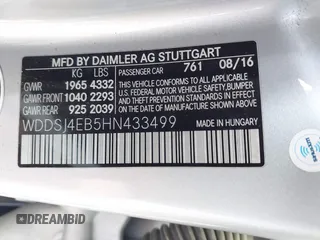 MFD BY DAIMLER AG STUTTGART
KG LBS PASSENGER CAR 761 08/16
GVWR 1965 4332
GAWR FRONT 1040 2293
GAWR REAR 925 2039
THIS VEHICLE CONFORMS TO ALL
APPLICABLE U.S. FEDERAL MOTOR
VEHICLE SAFETY, BUMPER,
AND THEFT PREVENTION
STANDARDS IN EFFECT ON THE DATE
OF MANUFACTURE SHOWN ABOVE.
WDDSJ4EB5HN433499
MADE IN
DREAMBID